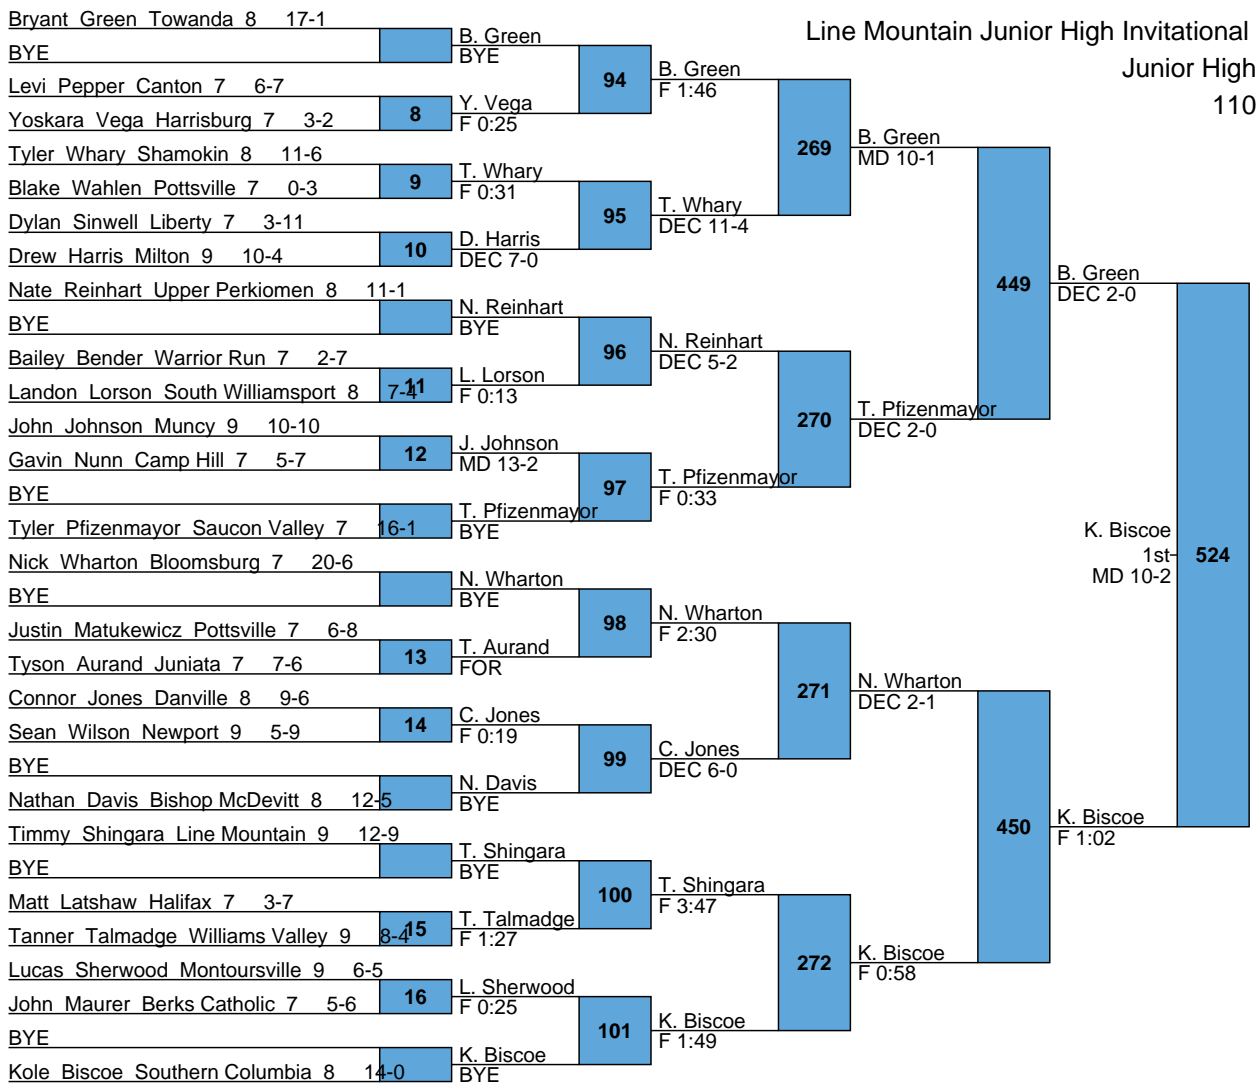 Line Mountain Junior High Invitational
Junior High
110
Bryant Green Towanda 8 17-1
BYE
Levi Pepper Canton 7 6-7
Yoskara Vega Harrisburg 7 3-2
Tyler Whary Shamokin 8 11-6
Blake Wahlen Pottsville 7 0-3
Dylan Sinwell Liberty 7 3-11
Drew Harris Milton 9 10-4
Nate Reinhart Upper Perkiomen 8 11-1
BYE
Bailey Bender Warrior Run 7 2-7
Landon Lorson South Williamsport 8 7-4
John Johnson Muncy 9 10-10
Gavin Nunn Camp Hill 7 5-7
BYE
Tyler Pfizenmayor Saucon Valley 7 16-1
Nick Wharton Bloomsburg 7 20-6
BYE
Justin Matukewicz Pottsville 7 6-8
Tyson Aurand Juniata 7 7-6
Connor Jones Danville 8 9-6
Sean Wilson Newport 9 5-9
BYE
Nathan Davis Bishop McDevitt 8 12-5
Timmy Shingara Line Mountain 9 12-9
BYE
Matt Latshaw Halifax 7 3-7
Tanner Talmadge Williams Valley 9 8-4
Lucas Sherwood Montoursville 9 6-5
John Maurer Berks Catholic 7 5-6
BYE
Kole Biscoe Southern Columbia 8 14-0
8
9
10
11
12
13
14
15
16
B. Green
BYE
Y. Vega
F 0:25
T. Whary
F 0:31
D. Harris
DEC 7-0
N. Reinhart
BYE
L. Lorson
F 0:13
J. Johnson
MD 13-2
T. Pfizenmayor
BYE
N. Wharton
BYE
T. Aurand
FOR
C. Jones
F 0:19
N. Davis
BYE
T. Shingara
BYE
T. Talmadge
F 1:27
L. Sherwood
F 0:25
K. Biscoe
BYE
94
95
96
97
98
99
100
101
B. Green
F 1:46
T. Whary
DEC 11-4
N. Reinhart
DEC 5-2
T. Pfizenmayor
F 0:33
N. Wharton
F 2:30
C. Jones
DEC 6-0
T. Shingara
F 3:47
K. Biscoe
F 1:49
269
270
271
272
B. Green
MD 10-1
T. Pfizenmayor
DEC 2-0
N. Wharton
DEC 2-1
K. Biscoe
F 0:58
449
450
B. Green
DEC 2-0
K. Biscoe
F 1:02
524
K. Biscoe
1st
MD 10-2